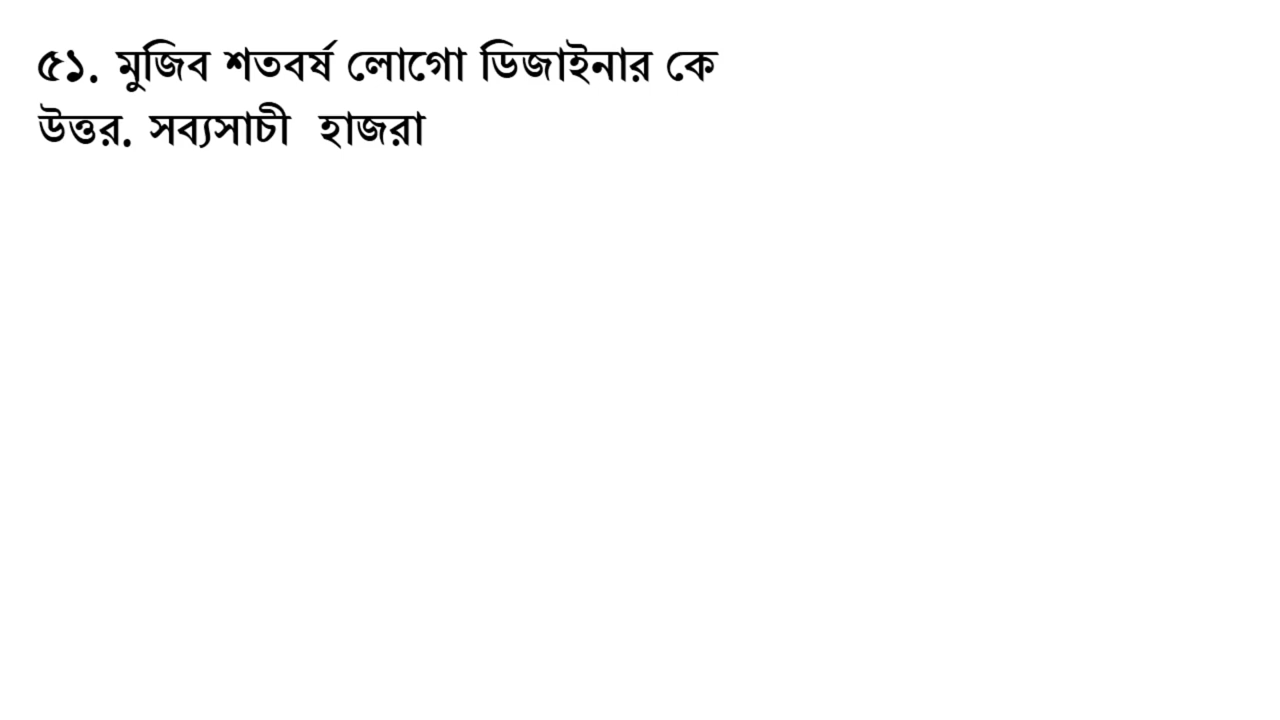 ৫১. মুজিব শতবর্ষ লোগো ডিজাইনার কে
উত্তর. সব্যসাচী হাজরা